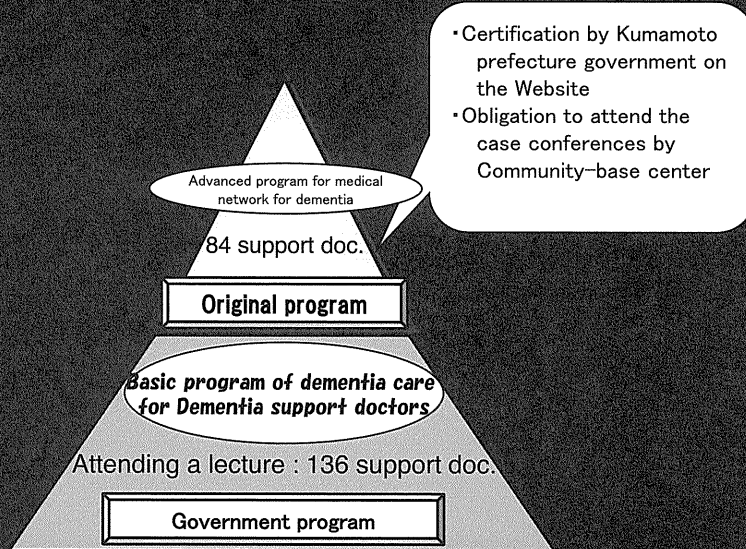 ・Certification by Kumamoto
prefecture government on
the Website
・Obligation to attend the
case conferences by
Community-base center
Advanced program for medical
network for dementia
84 support doc.
Original program
Basic program of dementia care
for Dementia support doctors
Attending a lecture : 136 support doc.
Government program